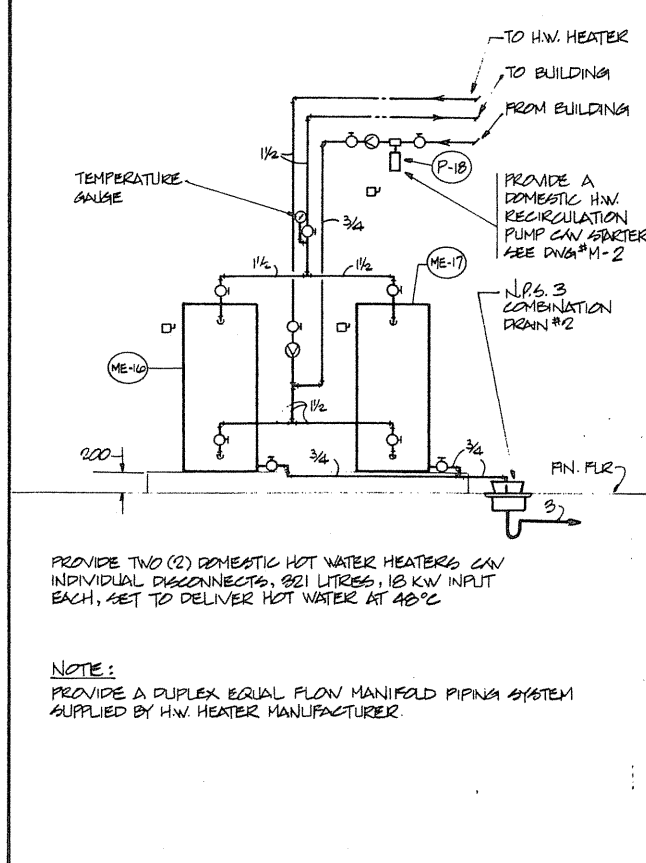 TO H.W. HEATER
TO BUILDING
FROM BUILDING
1½
P-18
TEMPERATURE
GAUGE
3/4
PROVIDE A
DOMESTIC H.W.
RECIRCULATION
PUMP C/W STARTER
SEE DWG #M-2
1½
1½
ME-17
N.P.S. 3
COMBINATION
DRAIN #2
ME-16
1½
200
3/4
3/4
FIN. FLR
3
PROVIDE TWO (2) DOMESTIC HOT WATER HEATERS C/W
INDIVIDUAL DISCONNECTS, 321 LITRES, 18 KW INPUT
EACH, SET TO DELIVER HOT WATER AT 48°C
NOTE:
PROVIDE A DUPLEX EQUAL FLOW MANIFOLD PIPING SYSTEM
SUPPLIED BY H.W. HEATER MANUFACTURER.